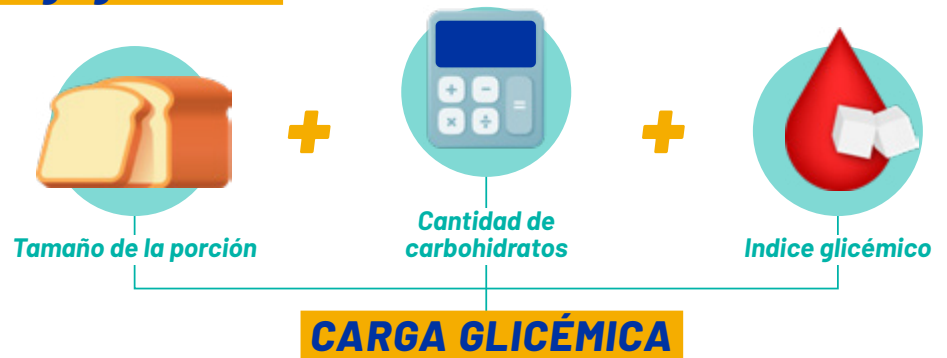 Tamaño de la porción
Cantidad de
carbohidratos
Indice glicémico
CARGA GLICÉMICA